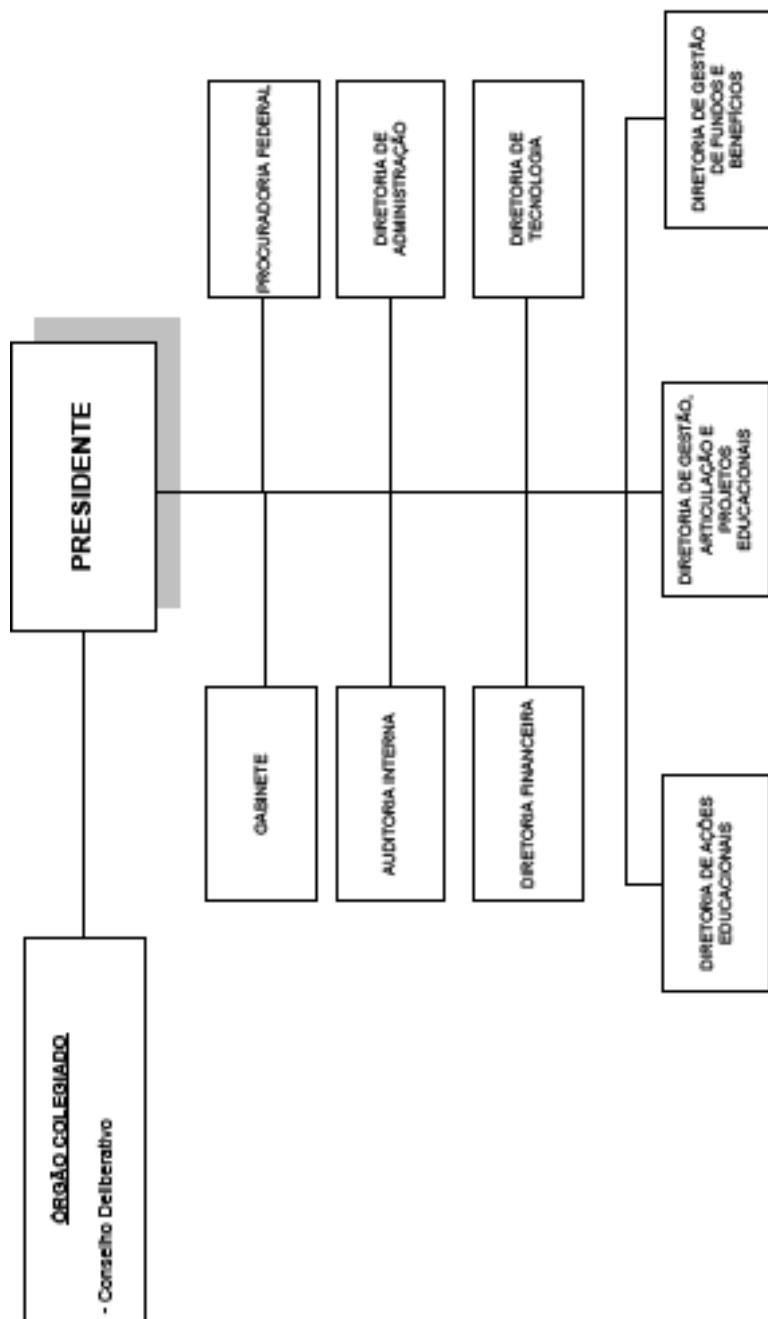 ÓRGÃO COLEGIADO
- Conselho Deliberativo
PRESIDENTE
GABINETE
PROCURADORIA FEDERAL
AUDITORIA INTERNA
DIRETORIA DE
ADMINISTRAÇÃO
DIRETORIA FINANCEIRA
DIRETORIA DE
TECNOLOGIA
DIRETORIA DE AÇÕES
EDUCACIONAIS
DIRETORIA DE GESTÃO,
ARTICULAÇÃO E
PROJETOS
EDUCACIONAIS
DIRETORIA DE GESTÃO
DE FUNDOS E
BENEFÍCIOS